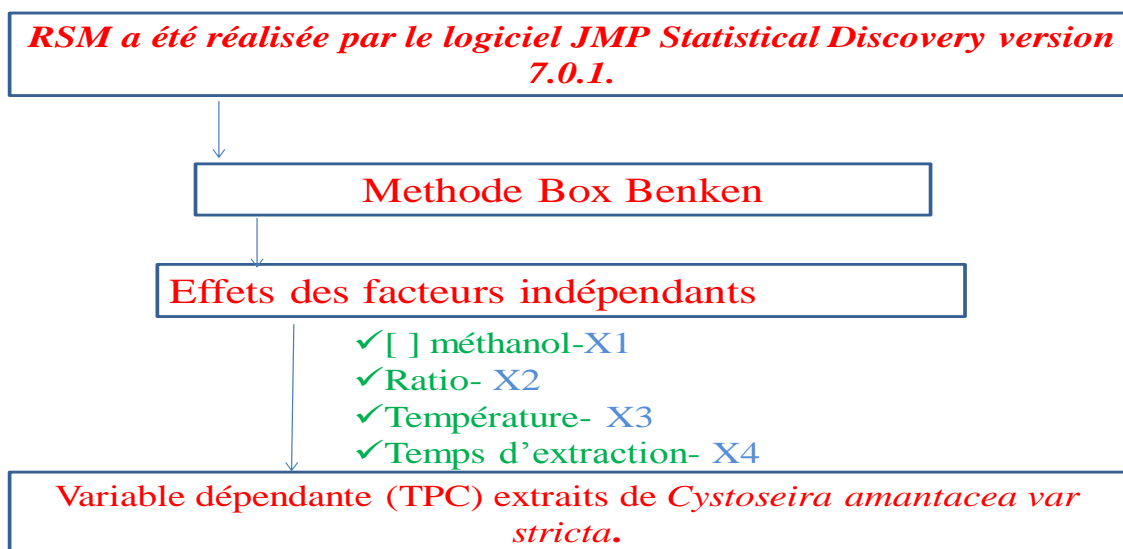 RSM a été réalisée par le logiciel JMP Statistical Discovery version
7.0.1.
Methode Box Benken
Effets des facteurs indépendants
✓[ ] méthanol-X1
✓Ratio- X2
✓Température- X3
✓Temps d’extraction- X4
Variable dépendante (TPC) extraits de Cystoseira amantacea var
stricta.